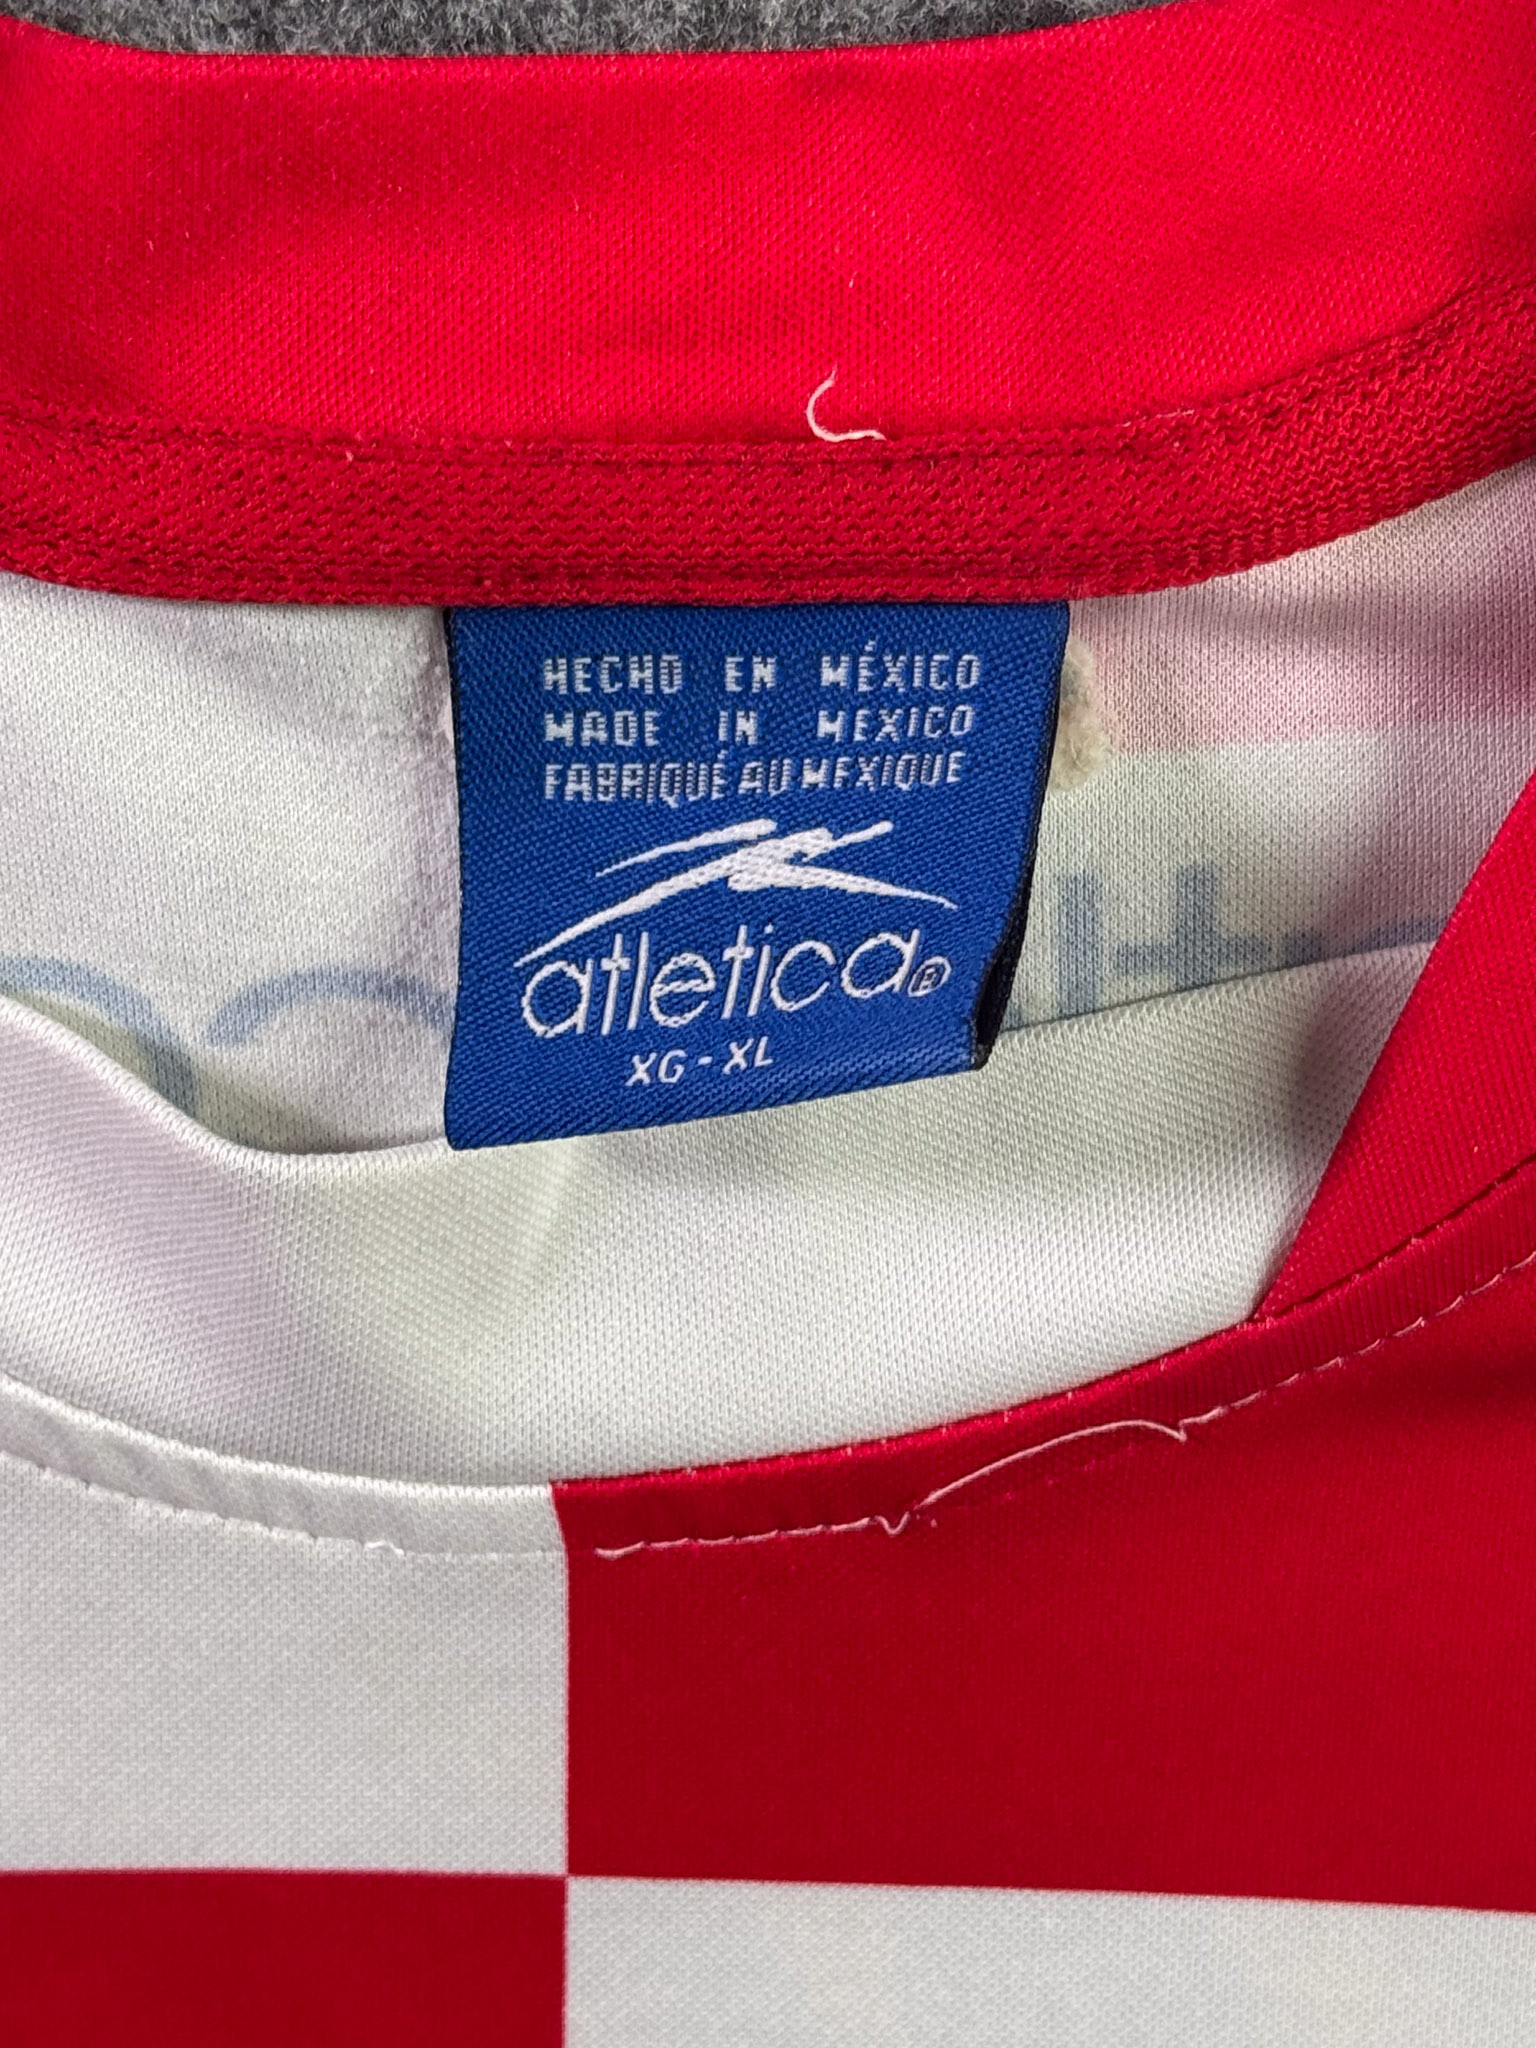 HECHO EN MÉXICO
MADE IN MEXICO
FABRIQUÉ AU MEXIQUE
atletica®
XG - XL